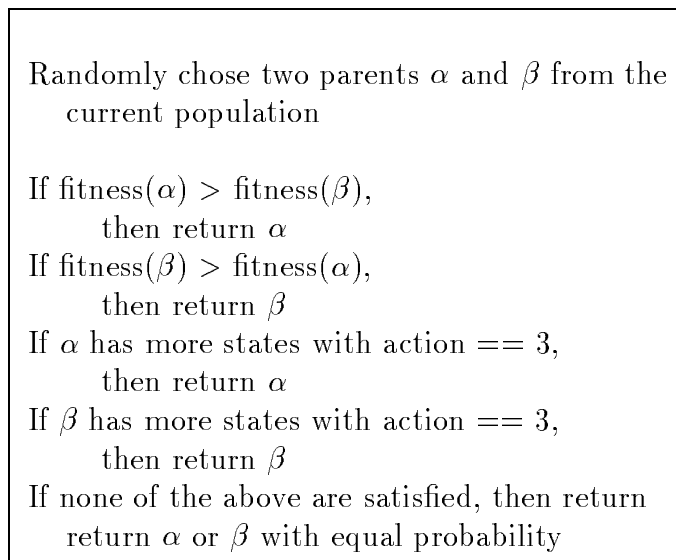 Randomly chose two parents α and β from the
current population
If fitness(α) > fitness(β),
then return α
If fitness(β) > fitness(α),
then return β
If α has more states with action == 3,
then return α
If β has more states with action == 3,
then return β
If none of the above are satisfied, then return
return α or β with equal probability